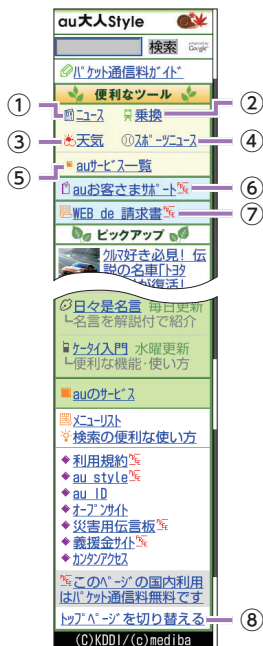 au大人Style
検索 enhanced by Google
パケット通信料ガイド
便利なツール
① ニュース 乗換 ②
③ 天気 スポーツニュース ④
⑤ auサービス一覧
auお客さまサポート ⑥
WEB de 請求書 ⑦
ピックアップ
クルマ好き必見! 伝
説の名車｢トヨタ
日々是名言 毎日更新
└名言を解説付で紹介
ケータイ入門 水曜更新
└便利な機能･使い方
auのサービス
メニューリスト
検索の便利な使い方
◆利用規約
◆au style
◆au ID
◆オープンサイト
◆災害用伝言板
◆義援金サイト
◆カンタンアクセス
このページの国内利用
はパケット通信料無料です
トップページを切り替える ⑧
(C)KDDI/(c)mediba